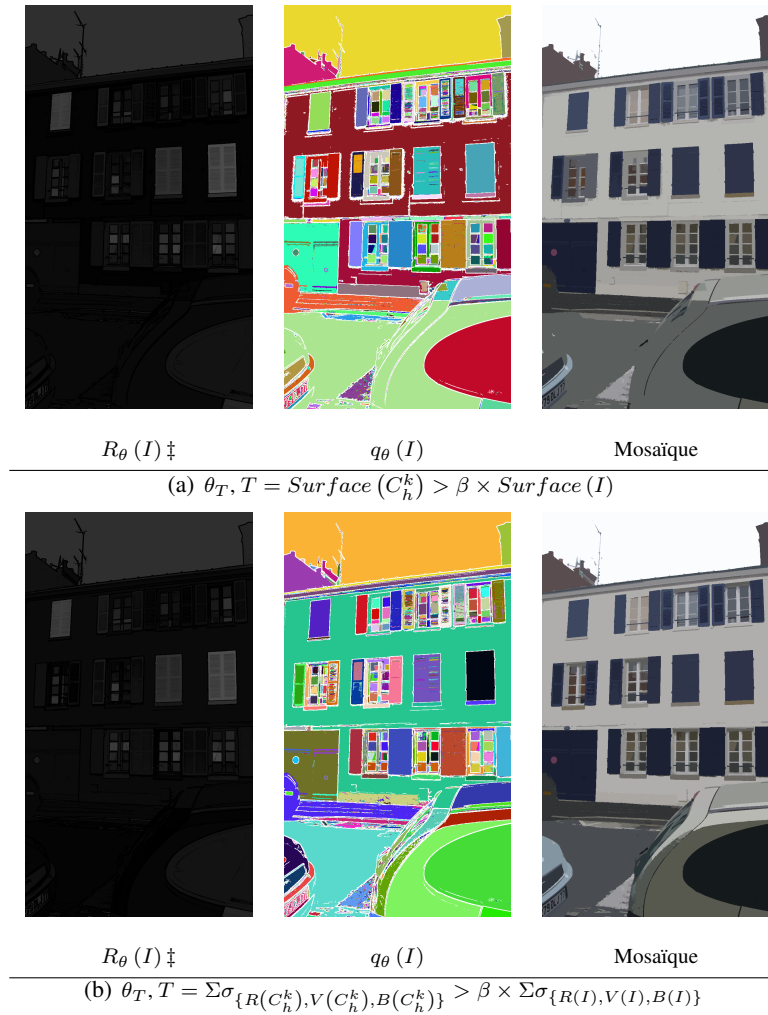 R_θ (I) ‡ q_θ (I) Mosaïque
(a) θ_T, T = Surface (C_h^k) > β × Surface (I)
R_θ (I) ‡ q_θ (I) Mosaïque
(b) θ_T, T = Σσ_{R(C_h^k),V(C_h^k),B(C_h^k)} > β × Σσ_{R(I),V(I),B(I)}